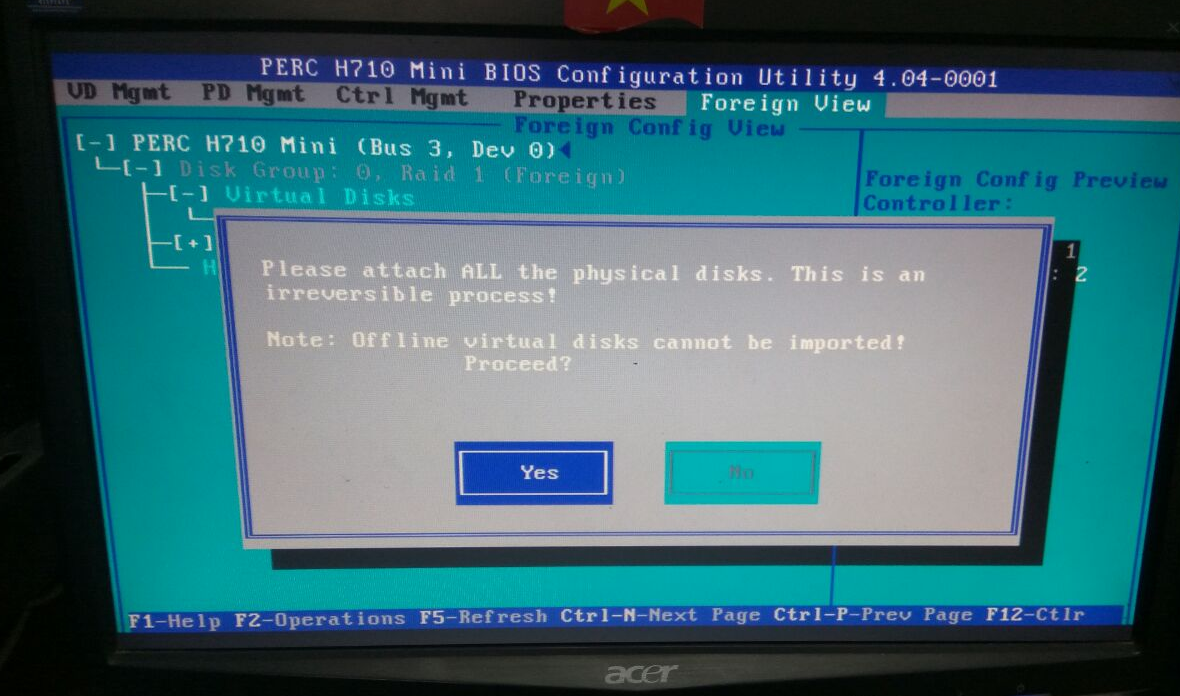 PERC H710 Mini BIOS Configuration Utility 4.04-0001
VD Mgmt PD Mgmt Ctrl Mgmt Properties Foreign View
Foreign Config View
[-] PERC H710 Mini (Bus 3, Dev 0)
[-] Disk Group: 0, Raid 1 (Foreign)
[-] Virtual Disks
[+]
H
Foreign Config Preview
Controller:
1
: 2
Please attach ALL the physical disks. This is an
irreversible process!
Note: Offline virtual disks cannot be imported!
Proceed?
Yes
No
F1-Help F2-Operations F5-Refresh Ctrl-N-Next Page Ctrl-P-Prev Page F12-Ctlr
acer